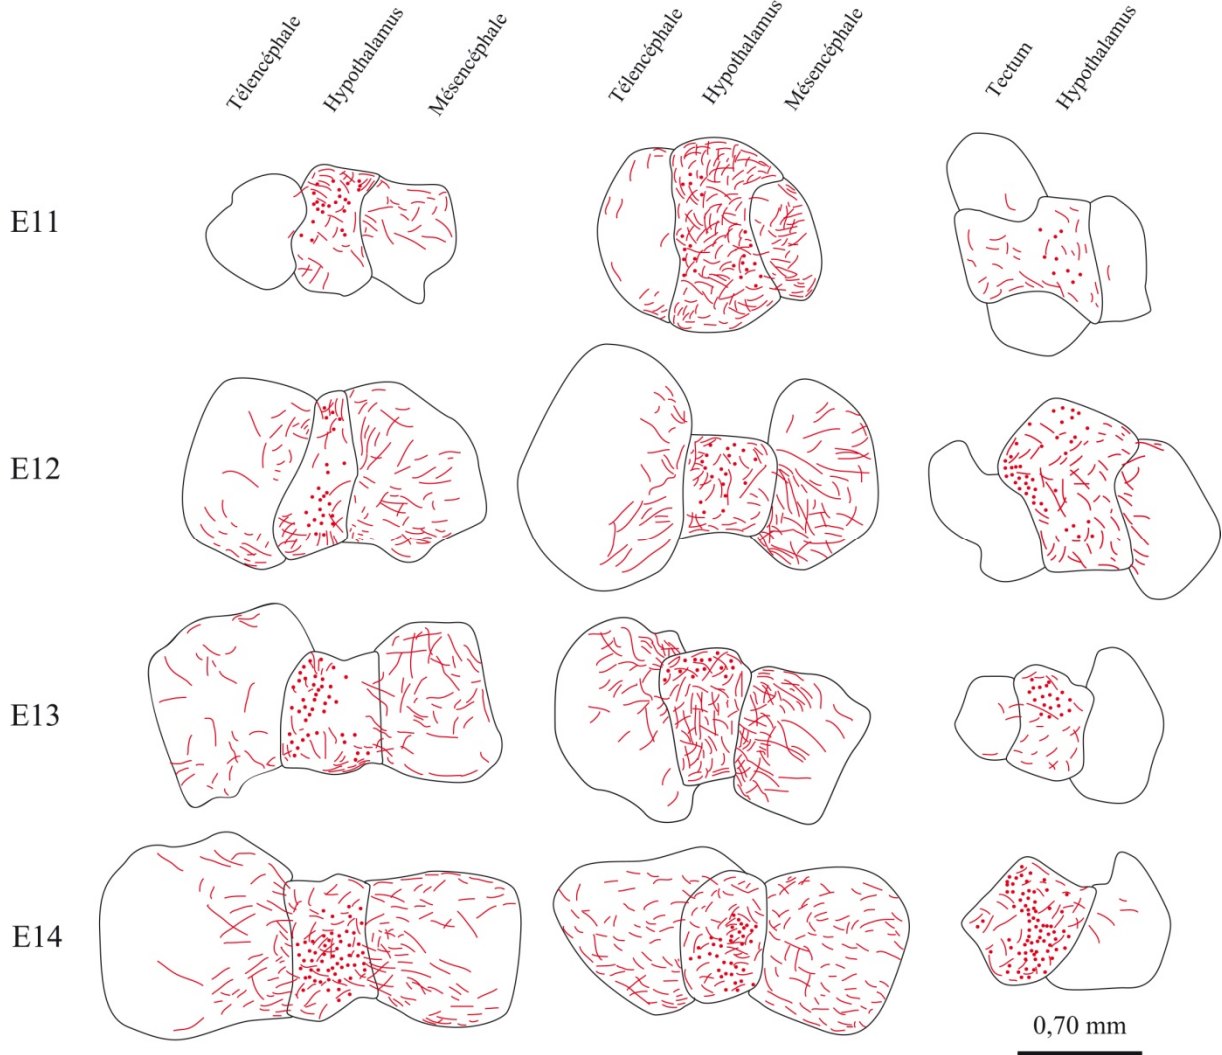 Télencéphale
Hypothalamus
Mésencéphale
Télencéphale
Hypothalamus
Mésencéphale
Tectum
Hypothalamus
E11
E12
E13
E14
0,70 mm